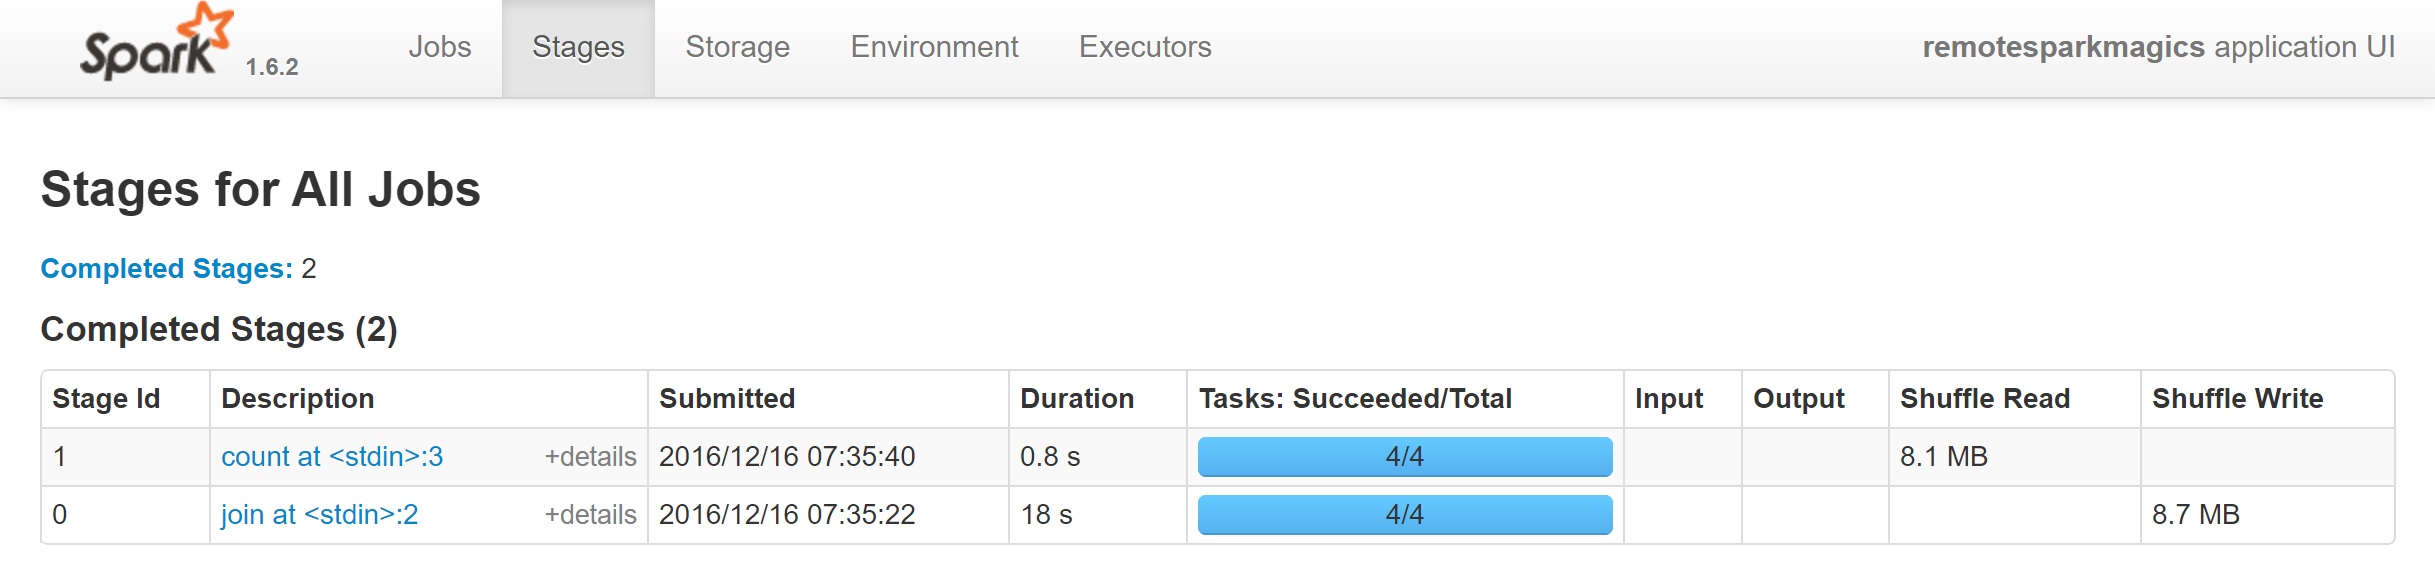 Spark 1.6.2 Jobs Stages Storage Environment Executors remotesparkmagics application UI
Stages for All Jobs
Completed Stages: 2
Completed Stages (2)
Stage Id Description Submitted Duration Tasks: Succeeded/Total Input Output Shuffle Read Shuffle Write
1 count at <stdin>:3 +details 2016/12/16 07:35:40 0.8 s 4/4 8.1 MB
0 join at <stdin>:2 +details 2016/12/16 07:35:22 18 s 4/4 8.7 MB